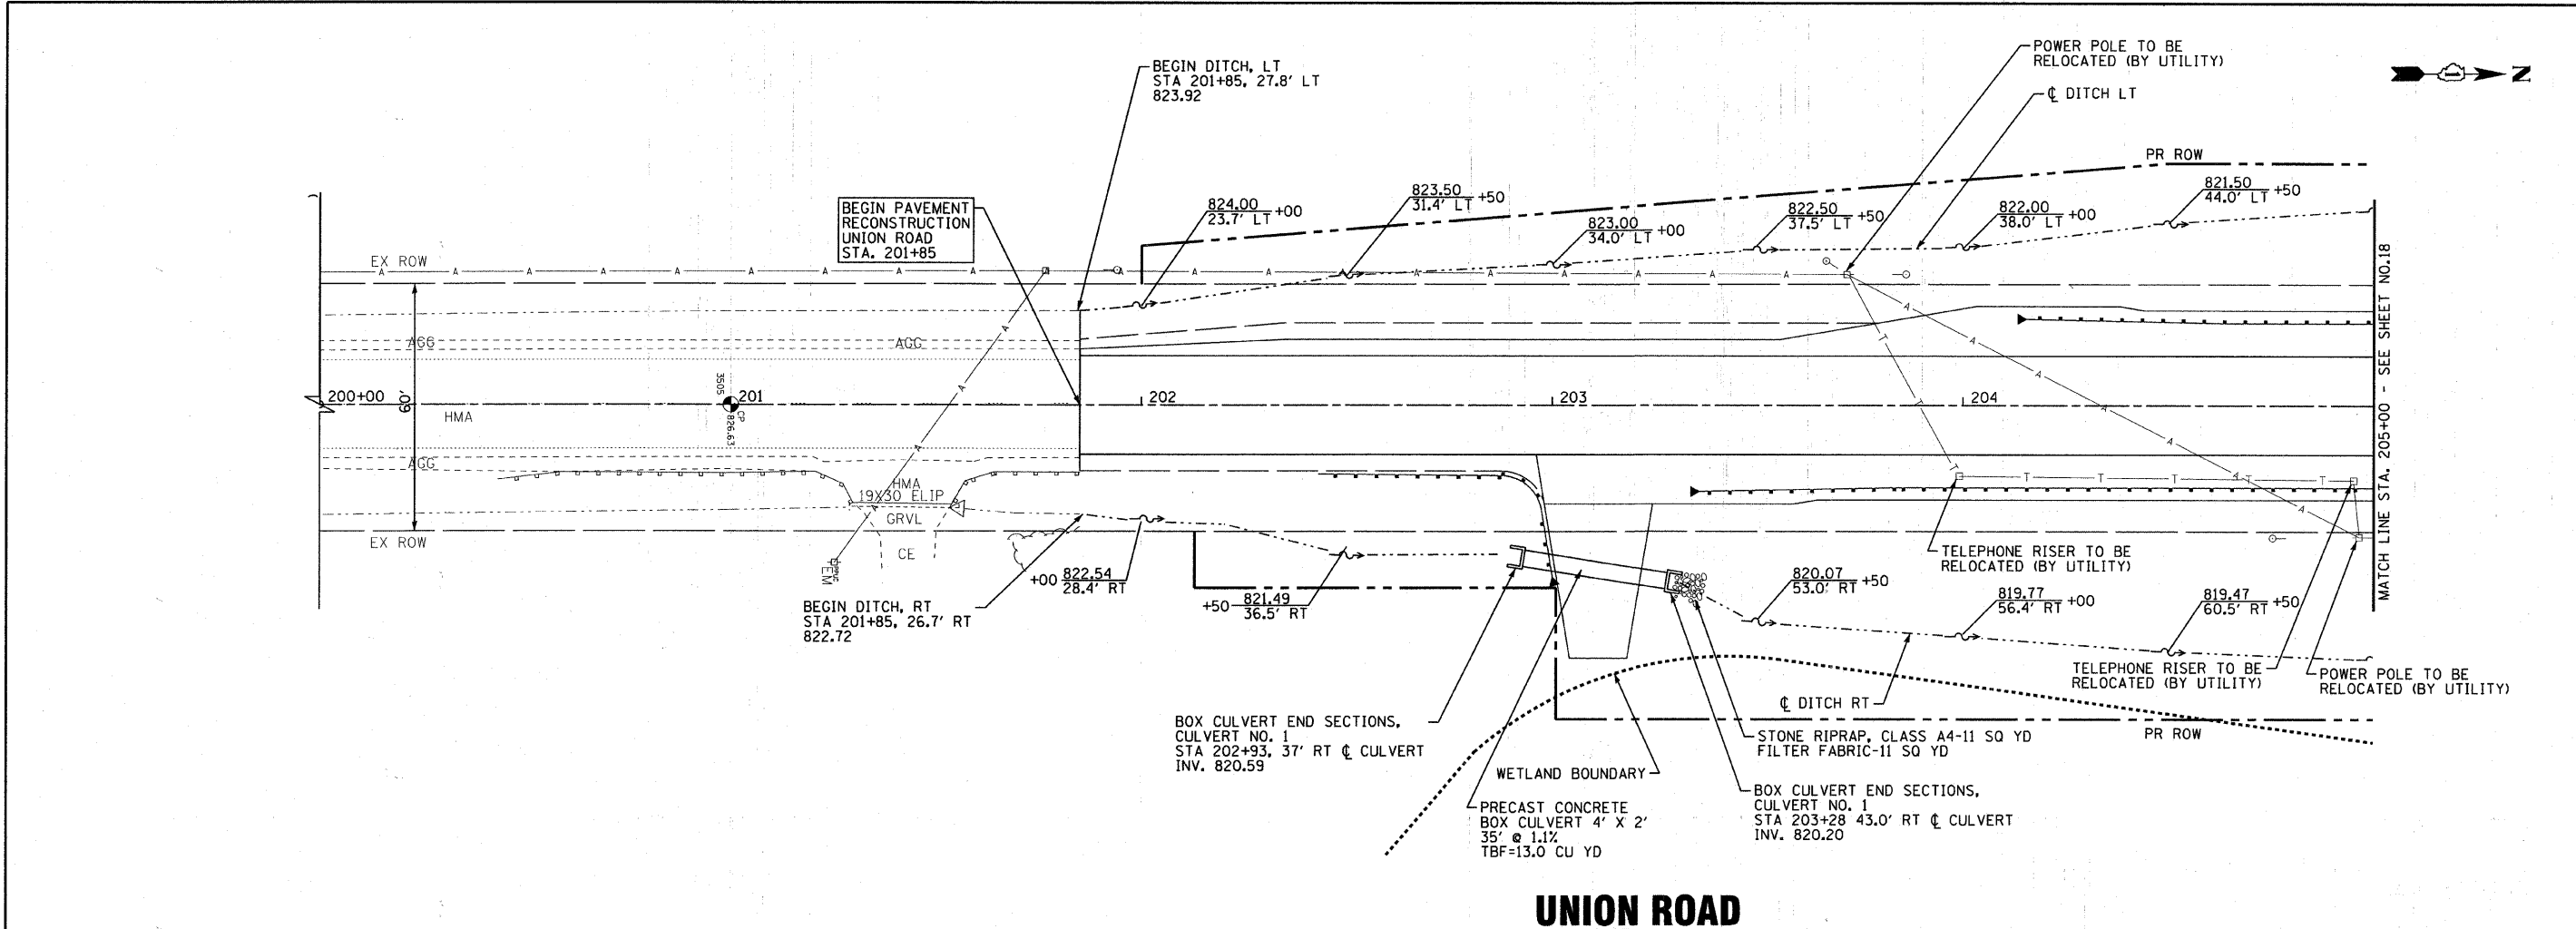 BEGIN DITCH, LT
STA 201+85, 27.8' LT
823.92
POWER POLE TO BE
RELOCATED (BY UTILITY)
℄ DITCH LT
N
PR ROW
BEGIN PAVEMENT
RECONSTRUCTION
UNION ROAD
STA. 201+85
824.00
23.7' LT +00
823.50
31.4' LT +50
823.00
34.0' LT +00
822.50
37.5' LT +50
822.00
38.0' LT +00
821.50
44.0' LT +50
EX ROW
A A A A A A A A A A A A A A A A A A
AGG AGG
60'
200+00
HMA
3505
201
CP
826.63
202
203
204
MATCH LINE STA. 205+00 - SEE SHEET NO.18
AGG
HMA
19X30 ELIP
GRVL
CE
EX ROW
TEM
T T T T T T
+00 822.54
28.4' RT
BEGIN DITCH, RT
STA 201+85, 26.7' RT
822.72
+50 821.49
36.5' RT
TELEPHONE RISER TO BE
RELOCATED (BY UTILITY)
820.07
53.0' RT +50
819.77
56.4' RT +00
819.47
60.5' RT +50
TELEPHONE RISER TO BE
RELOCATED (BY UTILITY)
POWER POLE TO BE
RELOCATED (BY UTILITY)
℄ DITCH RT
PR ROW
BOX CULVERT END SECTIONS,
CULVERT NO. 1
STA 202+93, 37' RT ℄ CULVERT
INV. 820.59
WETLAND BOUNDARY
STONE RIPRAP, CLASS A4-11 SQ YD
FILTER FABRIC-11 SQ YD
PRECAST CONCRETE
BOX CULVERT 4' X 2'
35' @ 1.1%
TBF=13.0 CU YD
BOX CULVERT END SECTIONS,
CULVERT NO. 1
STA 203+28 43.0' RT ℄ CULVERT
INV. 820.20
UNION ROAD